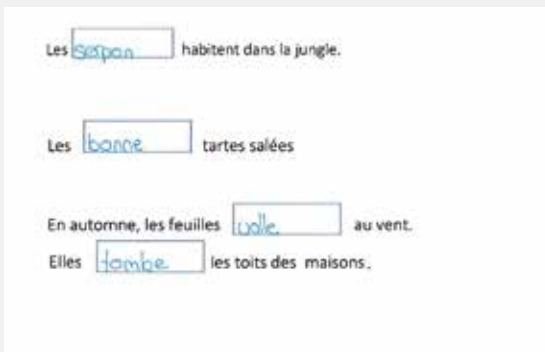 Les serpan habitent dans la jungle.
Les bonne tartes salées
En automne, les feuilles volle au vent.
Elles tombe les toits des maisons.